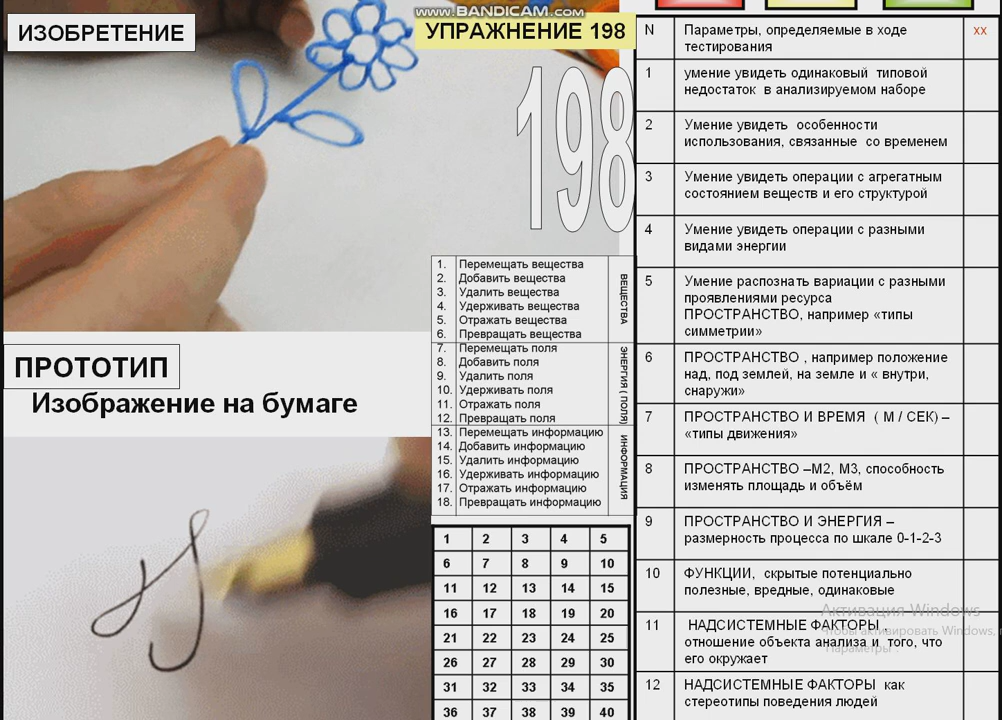 www.BANDICAM.com
ИЗОБРЕТЕНИЕ
УПРАЖНЕНИЕ 198
198
ПРОТОТИП
Изображение на бумаге
1. Перемещать вещества
2. Добавить вещества
3. Удалить вещества
4. Удерживать вещества
5. Отражать вещества
6. Превращать вещества
ВЕЩЕСТВА
7. Перемещать поля
8. Добавить поля
9. Удалить поля
10. Удерживать поля
11. Отражать поля
12. Превращать поля
ЭНЕРГИЯ ( ПОЛЯ)
13. Перемещать информацию
14. Добавить информацию
15. Удалить информацию
16. Удерживать информацию
17. Отражать информацию
18. Превращать информацию
ИНФОРМАЦИЯ
1 2 3 4 5
6 7 8 9 10
11 12 13 14 15
16 17 18 19 20
21 22 23 24 25
26 27 28 29 30
31 32 33 34 35
36 37 38 39 40
N Параметры, определяемые в ходе xx
тестирования
1 умение увидеть одинаковый типовой
недостаток в анализируемом наборе
2 Умение увидеть особенности
использования, связанные со временем
3 Умение увидеть операции с агрегатным
состоянием веществ и его структурой
4 Умение увидеть операции с разными
видами энергии
5 Умение распознать вариации с разными
проявлениями ресурса
ПРОСТРАНСТВО, например «типы
симметрии»
6 ПРОСТРАНСТВО , например положение
над, под землей, на земле и « внутри,
снаружи»
7 ПРОСТРАНСТВО И ВРЕМЯ ( М / СЕК) –
«типы движения»
8 ПРОСТРАНСТВО –М2, М3, способность
изменять площадь и объём
9 ПРОСТРАНСТВО И ЭНЕРГИЯ –
размерность процесса по шкале 0-1-2-3
10 ФУНКЦИИ, скрытые потенциально
полезные, вредные, одинаковые
11 НАДСИСТЕМНЫЕ ФАКТОРЫ ,
отношение объекта анализа и того, что
его окружает
12 НАДСИСТЕМНЫЕ ФАКТОРЫ как
стереотипы поведения людей
Активация Windows
Чтобы активировать Windows,
"Параметры".